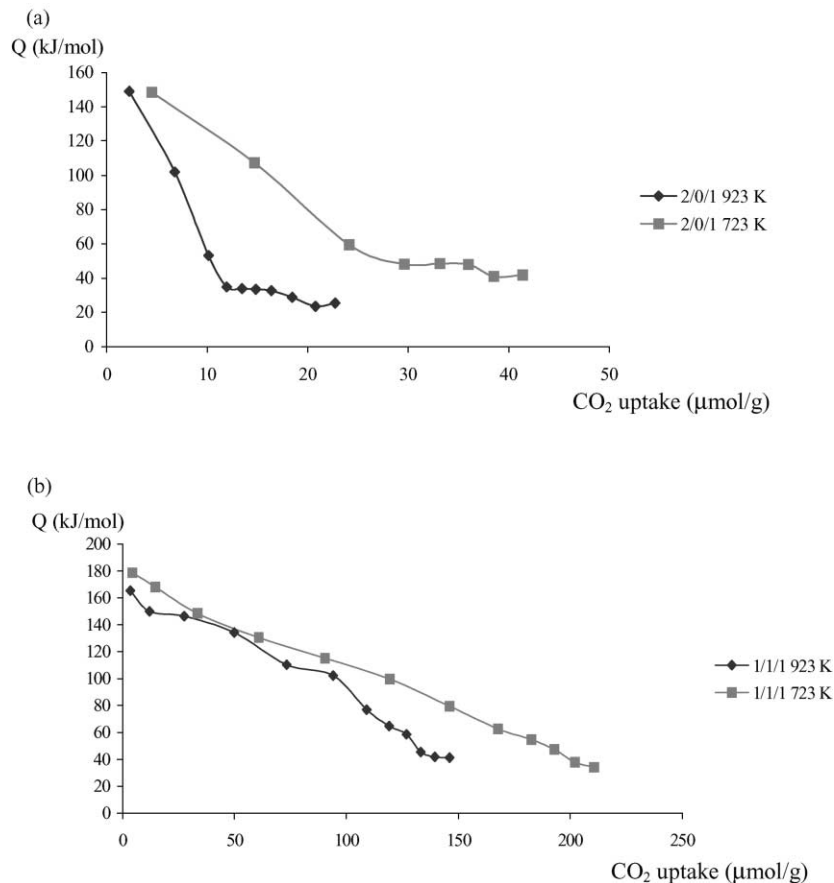 (a)
Q (kJ/mol)
160
140
120
100
80
60
40
20
0
0 10 20 30 40 50
CO₂ uptake (μmol/g)
2/0/1 923 K
2/0/1 723 K
(b)
Q (kJ/mol)
200
180
160
140
120
100
80
60
40
20
0
0 50 100 150 200 250
CO₂ uptake (μmol/g)
1/1/1 923 K
1/1/1 723 K